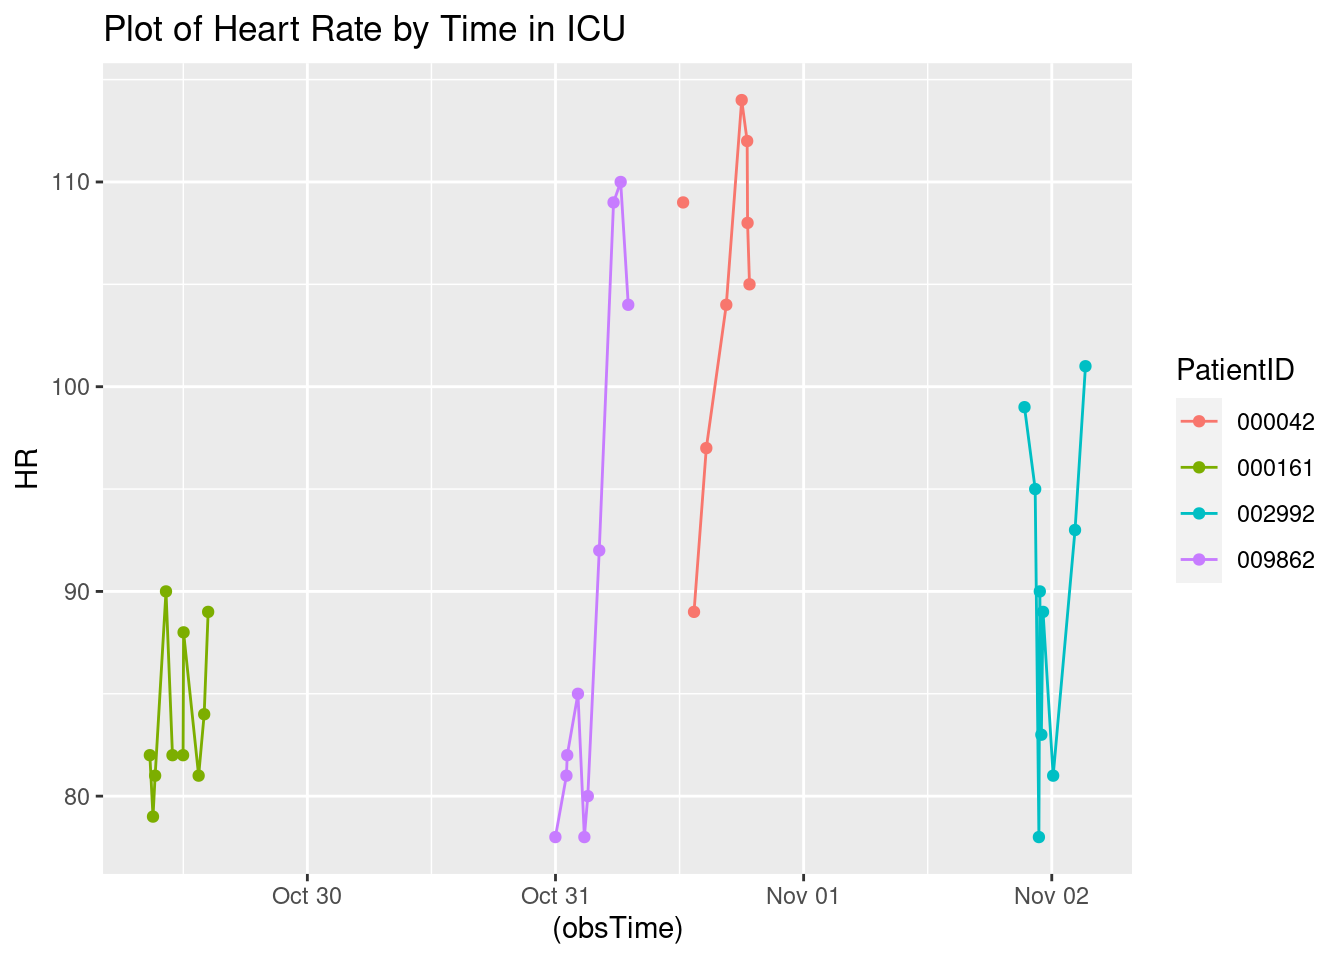 Plot of Heart Rate by Time in ICU
HR
110
100
90
80
Oct 30
Oct 31
Nov 01
Nov 02
(obsTime)
PatientID
000042
000161
002992
009862